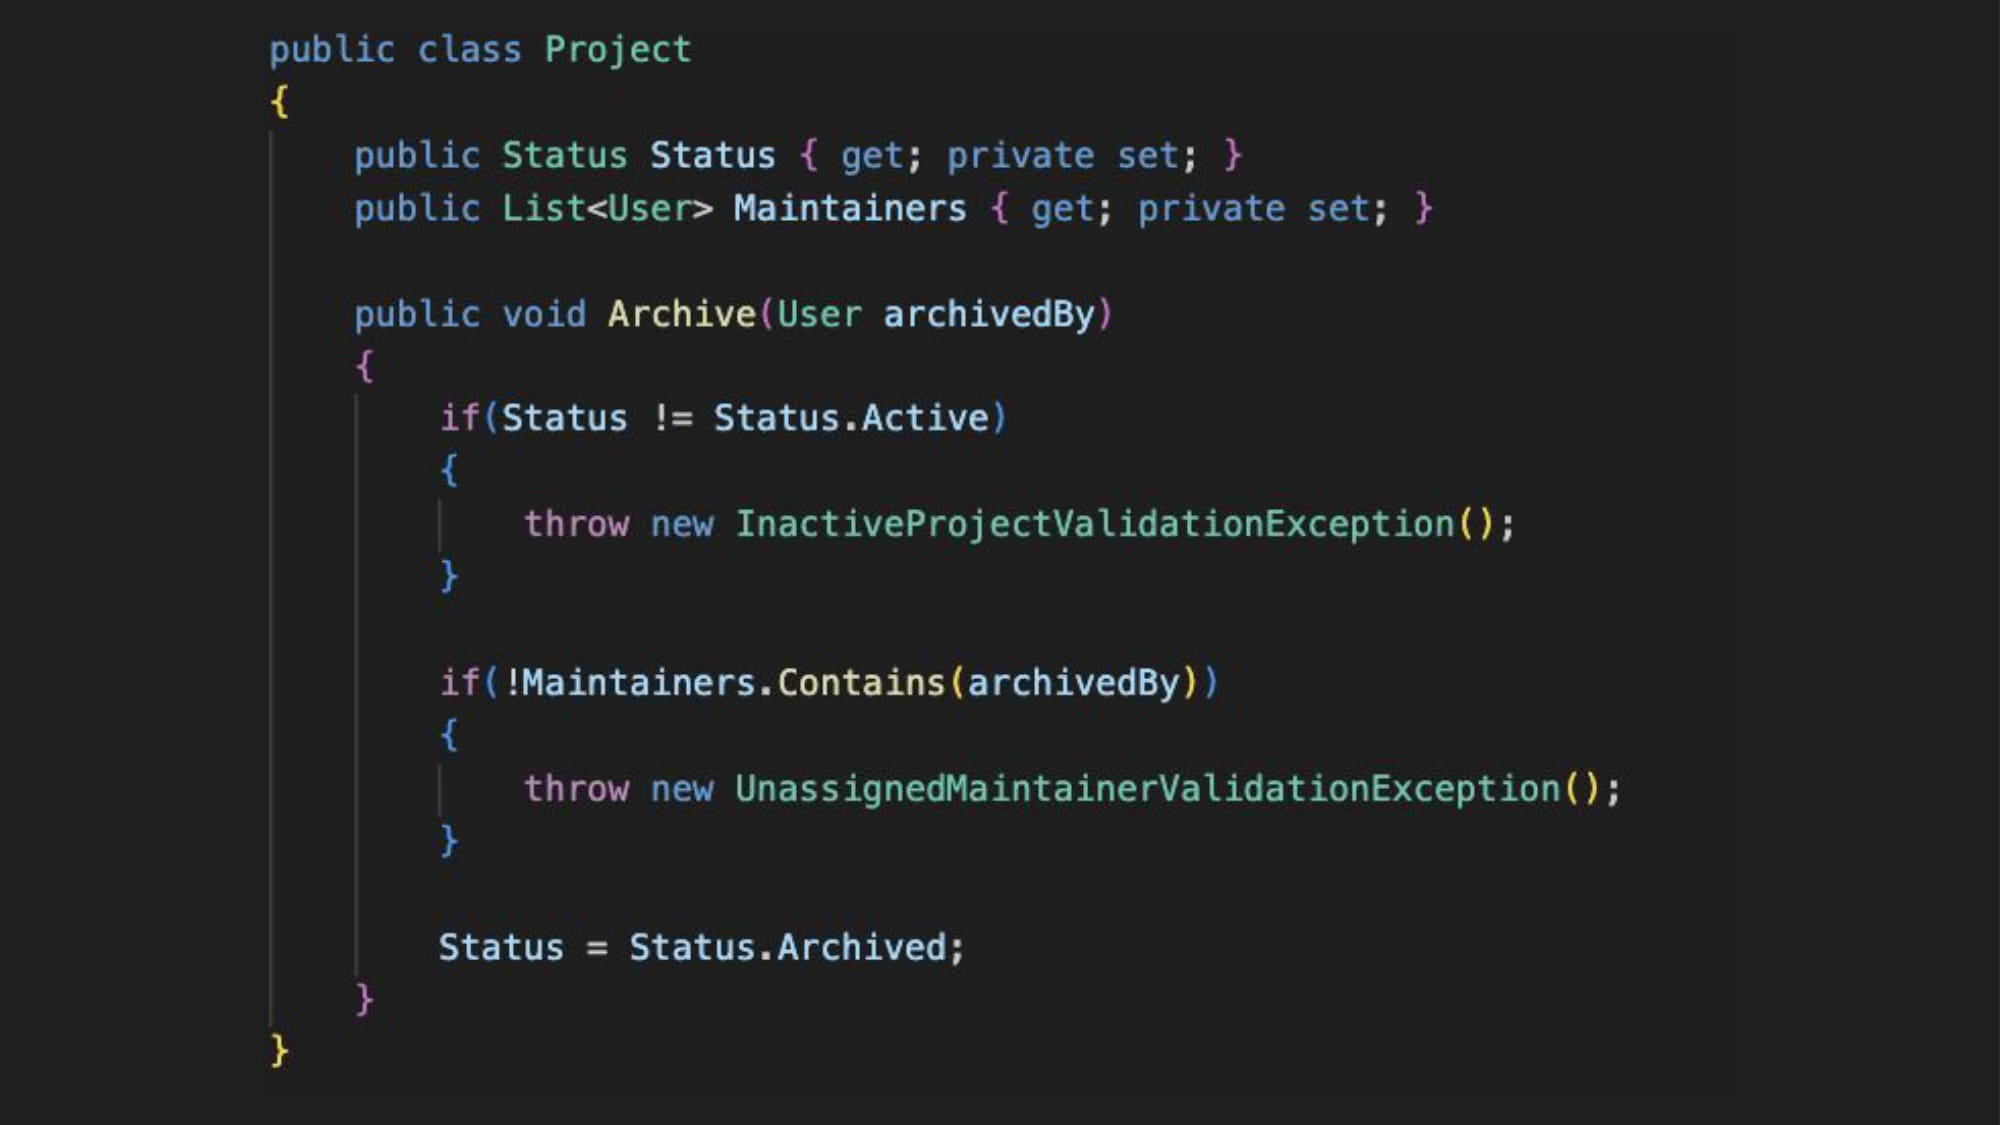 public class Project
{
    public Status Status { get; private set; }
    public List<User> Maintainers { get; private set; }

    public void Archive(User archivedBy)
    {
        if(Status != Status.Active)
        {
            throw new InactiveProjectValidationException();
        }

        if(!Maintainers.Contains(archivedBy))
        {
            throw new UnassignedMaintainerValidationException();
        }

        Status = Status.Archived;
    }
}